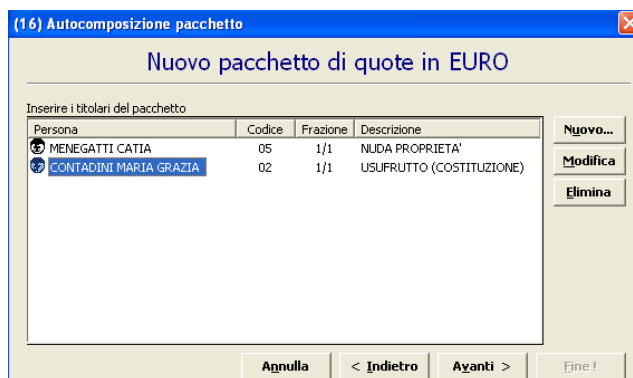 (16) Autocomposizione pacchetto
Nuovo pacchetto di quote in EURO
Inserire i titolari del pacchetto
Persona Codice Frazione Descrizione
MENEGATTI CATIA 05 1/1 NUDA PROPRIETA'
CONTADINI MARIA GRAZIA 02 1/1 USUFRUTTO (COSTITUZIONE)
Nuovo...
Modifica
Elimina
Annulla < Indietro Avanti > Fine !